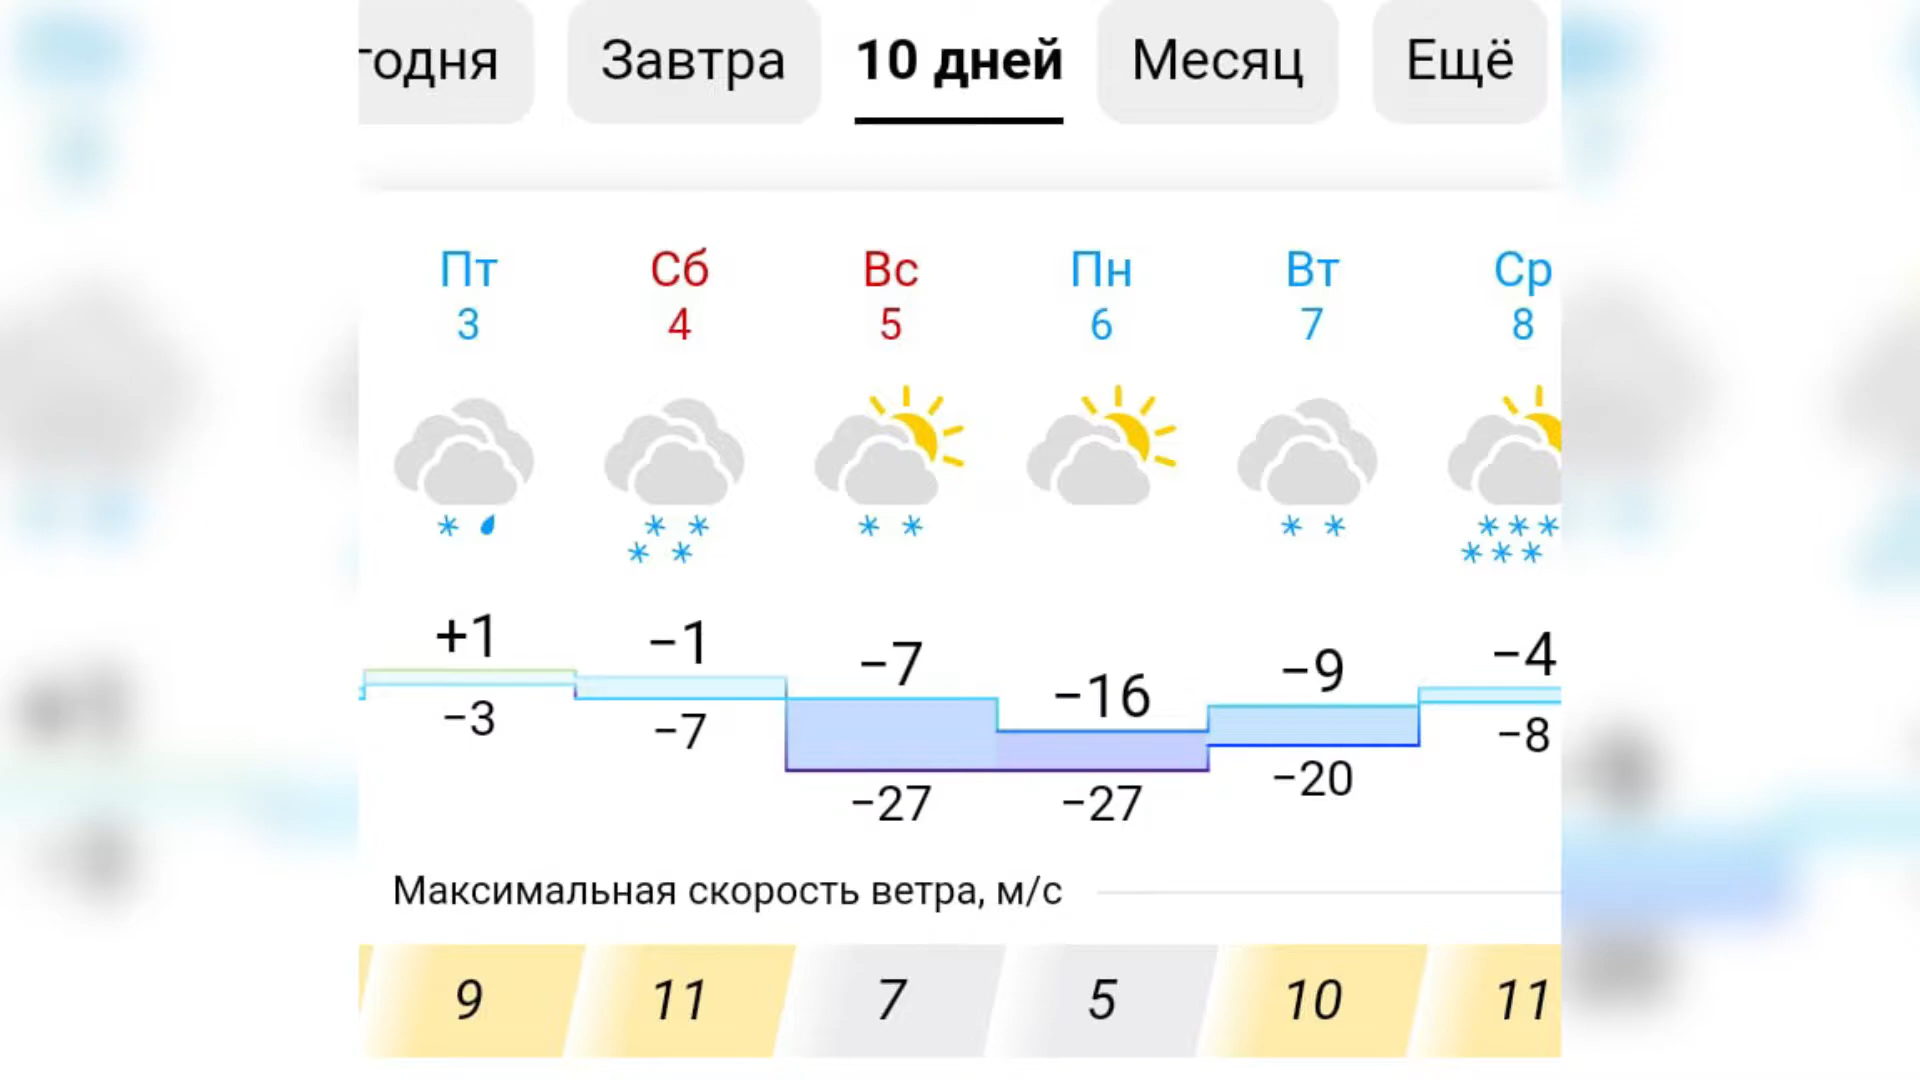 годня Завтра 10 дней Месяц Ещё
Пт Сб Вс Пн Вт Ср
3 4 5 6 7 8
+1 −1 −7 −16 −9 −4
−3 −7 −27 −27 −20 −8
Максимальная скорость ветра, м/с
9 11 7 5 10 11